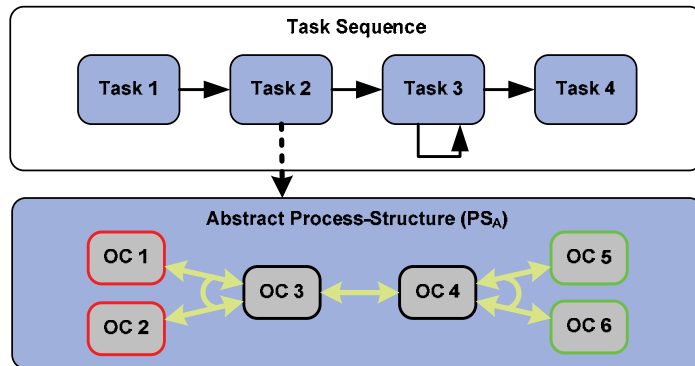 Task Sequence
Task 1
Task 2
Task 3
Task 4
Abstract Process-Structure (PSA)
OC 1
OC 5
OC 3
OC 4
OC 2
OC 6